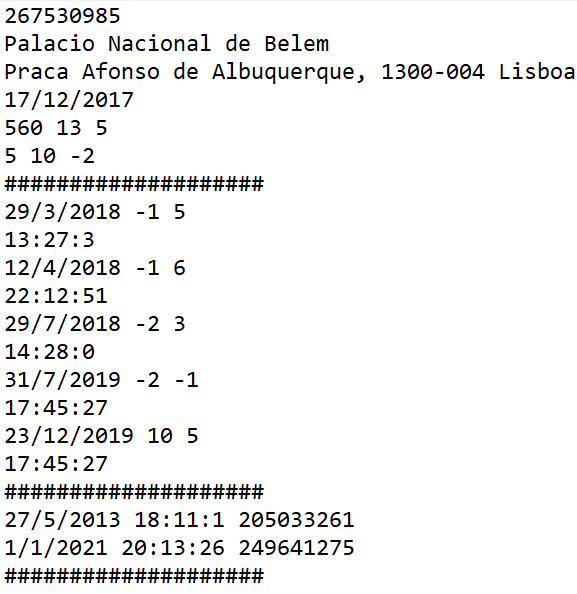 267530985
Palacio Nacional de Belem
Praca Afonso de Albuquerque, 1300-004 Lisboa
17/12/2017
560 13 5
5 10 -2
####################
29/3/2018 -1 5
13:27:3
12/4/2018 -1 6
22:12:51
29/7/2018 -2 3
14:28:0
31/7/2019 -2 -1
17:45:27
23/12/2019 10 5
17:45:27
####################
27/5/2013 18:11:1 205033261
1/1/2021 20:13:26 249641275
####################